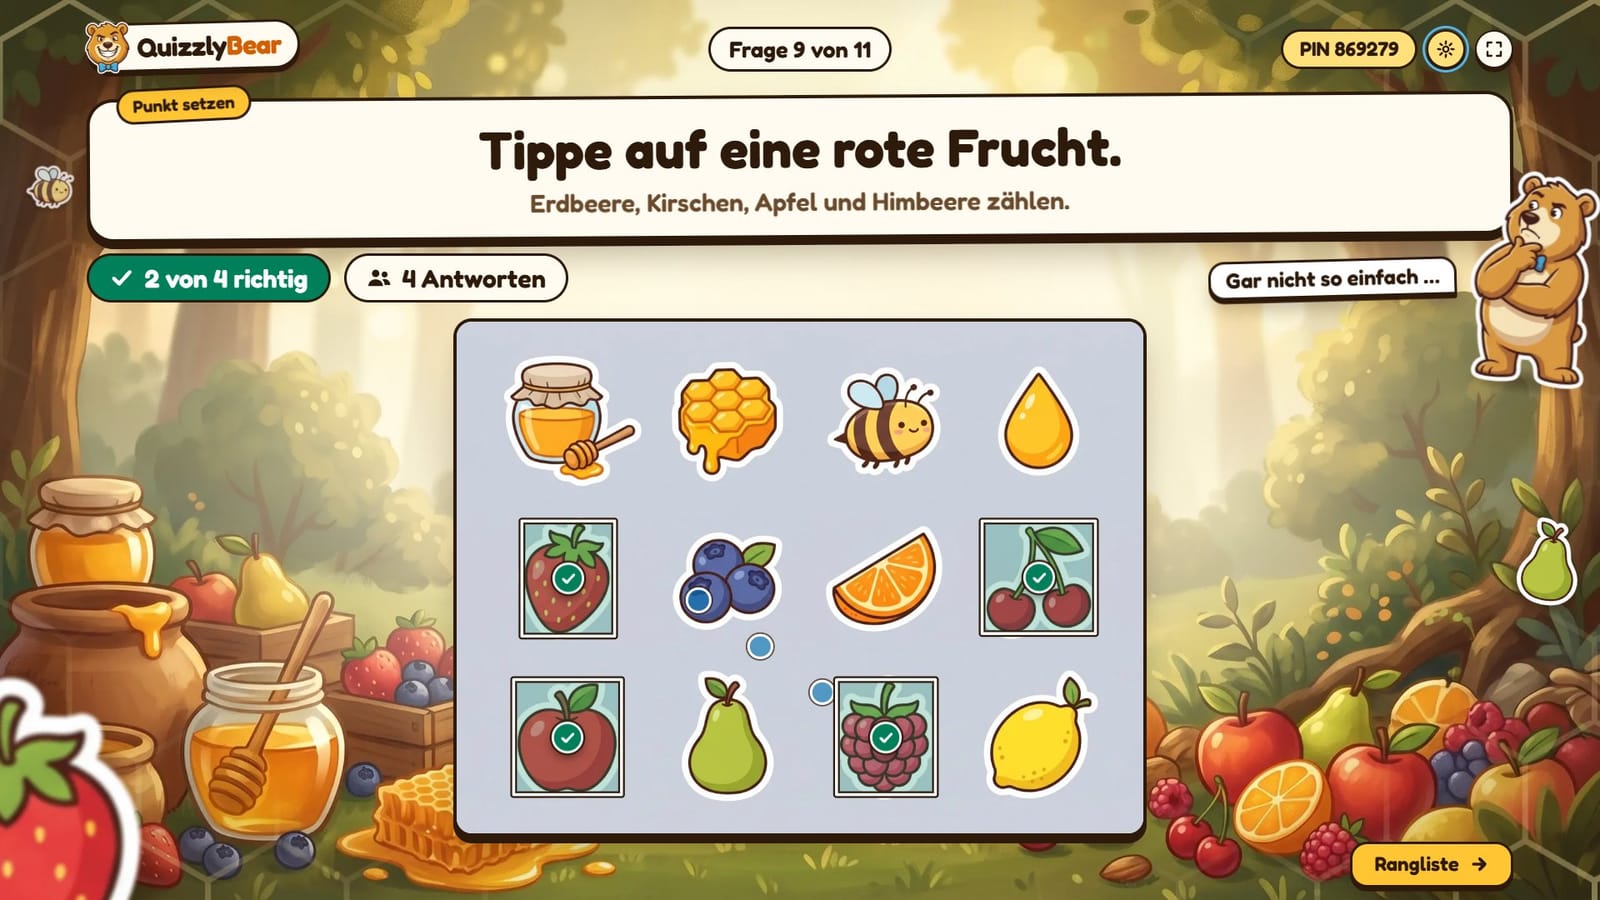 QuizzlyBear
Frage 9 von 11
PIN 869279
Punkt setzen
Tippe auf eine rote Frucht.
Erdbeere, Kirschen, Apfel und Himbeere zählen.
2 von 4 richtig
4 Antworten
Gar nicht so einfach ...
Rangliste →